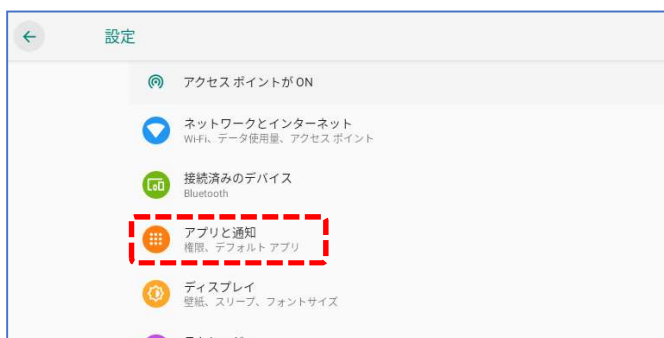 設定
アクセス ポイントが ON
ネットワークとインターネット
Wi-Fi、データ使用量、アクセス ポイント
接続済みのデバイス
Bluetooth
アプリと通知
権限、デフォルト アプリ
ディスプレイ
壁紙、スリープ、フォントサイズ